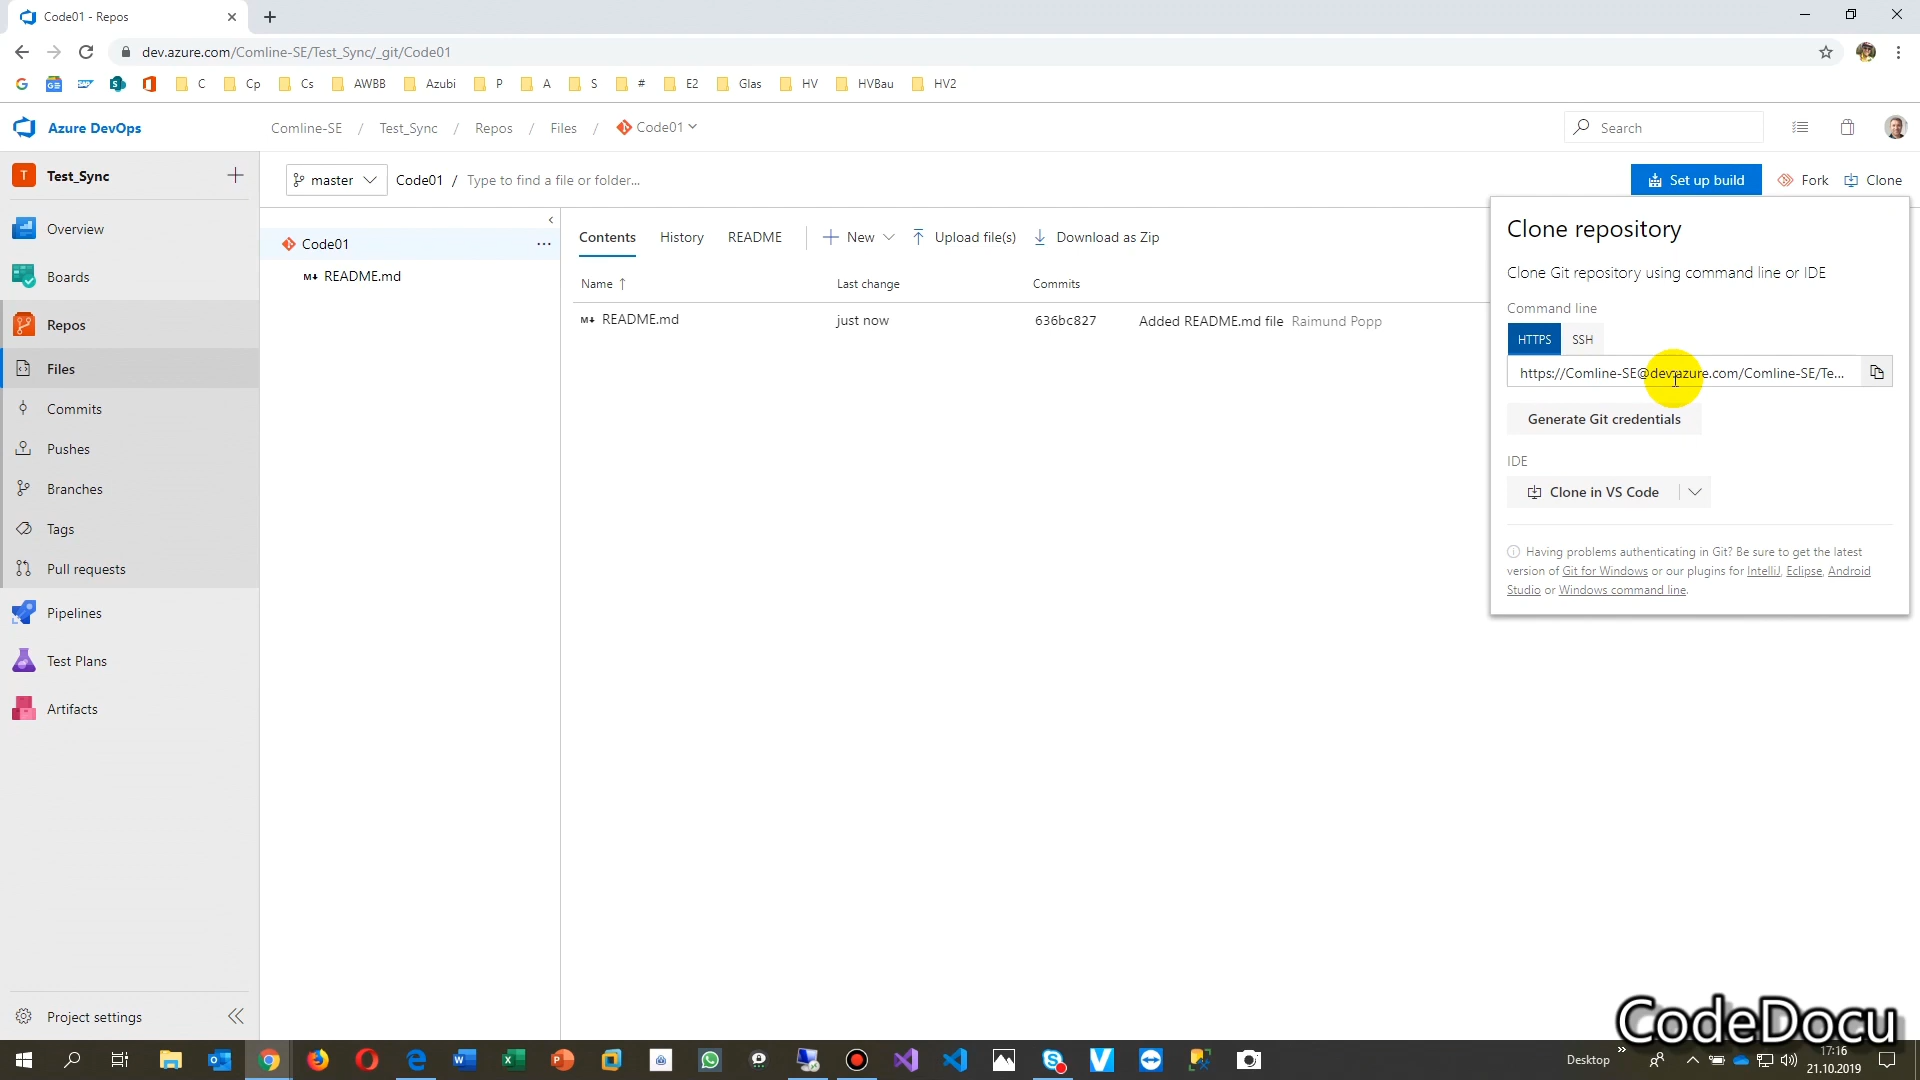 Code01 - Repos
dev.azure.com/Comline-SE/Test_Sync/_git/Code01
C
Cp
Cs
AWBB
Azubi
P
A
S
#
E2
Glas
HV
HVBau
HV2
Azure DevOps
Comline-SE / Test_Sync / Repos / Files / Code01
Search
T Test_Sync
master
Code01 / Type to find a file or folder...
Set up build
Fork
Clone
Overview
Boards
Repos
Files
Commits
Pushes
Branches
Tags
Pull requests
Pipelines
Test Plans
Artifacts
Project settings
Code01
README.md
Contents
History
README
New
Upload file(s)
Download as Zip
Name
Last change
Commits
README.md
just now
636bc827
Added README.md file Raimund Popp
Clone repository
Clone Git repository using command line or IDE
Command line
HTTPS
SSH
https://Comline-SE@dev.azure.com/Comline-SE/Te...
Generate Git credentials
IDE
Clone in VS Code
Having problems authenticating in Git? Be sure to get the latest
version of Git for Windows or our plugins for IntelliJ, Eclipse, Android
Studio or Windows command line.
CodeDocu
Desktop
17:16
21.10.2019